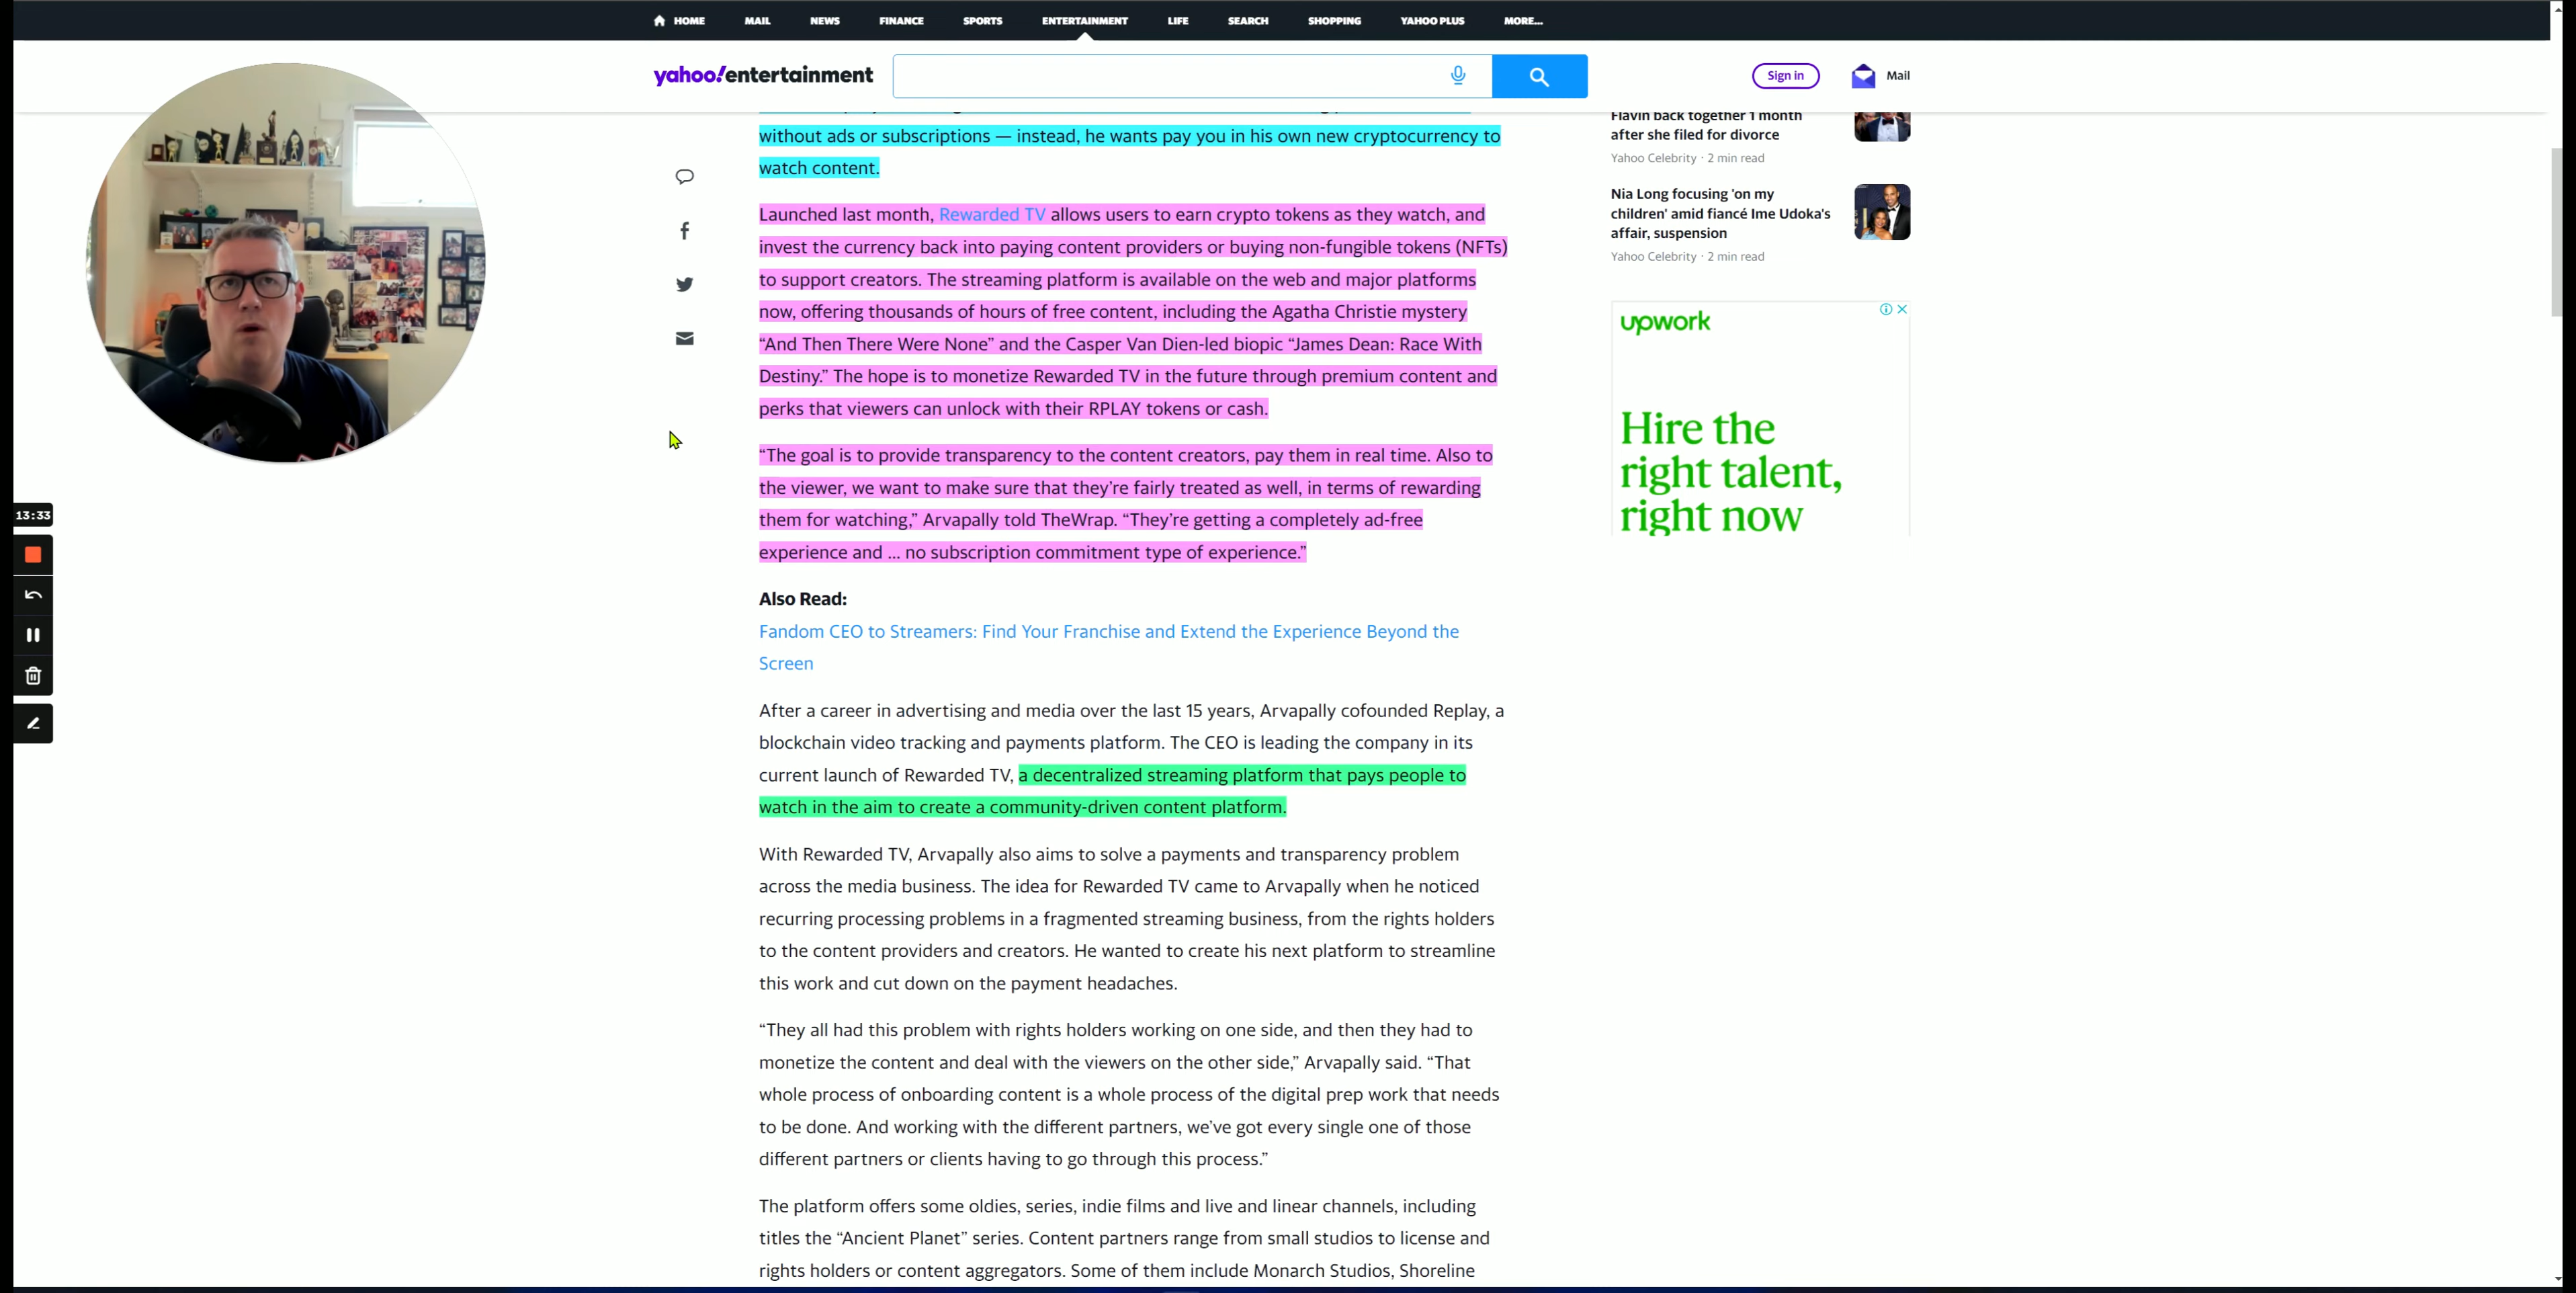 HOME MAIL NEWS FINANCE SPORTS ENTERTAINMENT LIFE SEARCH SHOPPING YAHOO PLUS MORE...
yahoo!entertainment
Sign in
Mail
without ads or subscriptions — instead, he wants pay you in his own new cryptocurrency to
watch content.
Launched last month, Rewarded TV allows users to earn crypto tokens as they watch, and
invest the currency back into paying content providers or buying non-fungible tokens (NFTs)
to support creators. The streaming platform is available on the web and major platforms
now, offering thousands of hours of free content, including the Agatha Christie mystery
“And Then There Were None” and the Casper Van Dien-led biopic “James Dean: Race With
Destiny.” The hope is to monetize Rewarded TV in the future through premium content and
perks that viewers can unlock with their RPLAY tokens or cash.
“The goal is to provide transparency to the content creators, pay them in real time. Also to
the viewer, we want to make sure that they’re fairly treated as well, in terms of rewarding
them for watching,” Arvapally told TheWrap. “They’re getting a completely ad-free
experience and ... no subscription commitment type of experience.”
Also Read:
Fandom CEO to Streamers: Find Your Franchise and Extend the Experience Beyond the
Screen
After a career in advertising and media over the last 15 years, Arvapally cofounded Replay, a
blockchain video tracking and payments platform. The CEO is leading the company in its
current launch of Rewarded TV, a decentralized streaming platform that pays people to
watch in the aim to create a community-driven content platform.
With Rewarded TV, Arvapally also aims to solve a payments and transparency problem
across the media business. The idea for Rewarded TV came to Arvapally when he noticed
recurring processing problems in a fragmented streaming business, from the rights holders
to the content providers and creators. He wanted to create his next platform to streamline
this work and cut down on the payment headaches.
“They all had this problem with rights holders working on one side, and then they had to
monetize the content and deal with the viewers on the other side,” Arvapally said. “That
whole process of onboarding content is a whole process of the digital prep work that needs
to be done. And working with the different partners, we’ve got every single one of those
different partners or clients having to go through this process.”
The platform offers some oldies, series, indie films and live and linear channels, including
titles the “Ancient Planet” series. Content partners range from small studios to license and
rights holders or content aggregators. Some of them include Monarch Studios, Shoreline
Flavin back together 1 month
after she filed for divorce
Yahoo Celebrity · 2 min read
Nia Long focusing 'on my
children' amid fiancé Ime Udoka's
affair, suspension
Yahoo Celebrity · 2 min read
upwork
Hire the
right talent,
right now
13:33